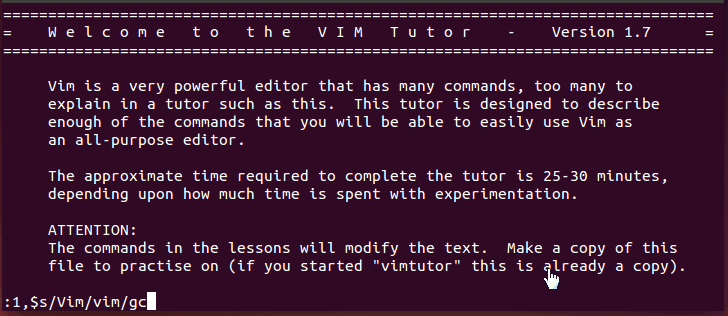 ===============================================================================
=    W e l c o m e   t o   t h e   V I M   T u t o r    -    Version 1.7      =
===============================================================================
Vim is a very powerful editor that has many commands, too many to
explain in a tutor such as this.  This tutor is designed to describe
enough of the commands that you will be able to easily use Vim as
an all-purpose editor.
The approximate time required to complete the tutor is 25-30 minutes,
depending upon how much time is spent with experimentation.
ATTENTION:
The commands in the lessons will modify the text.  Make a copy of this
file to practise on (if you started "vimtutor" this is already a copy).
:1,$s/Vim/vim/gc